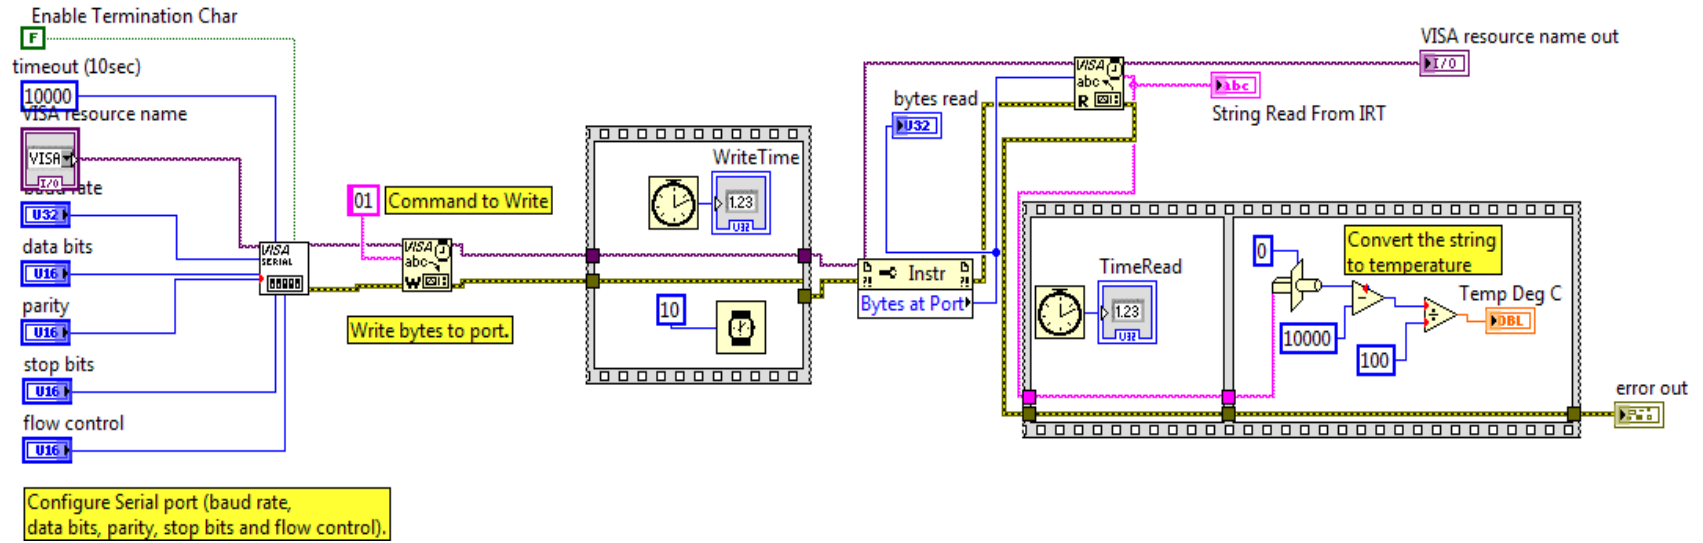 Enable Termination Char
F
timeout (10sec)
10000
VISA resource name
VISA
I/O
baud rate
U32
data bits
U16
parity
U16
stop bits
U16
flow control
U16
Configure Serial port (baud rate,
data bits, parity, stop bits and flow control).
VISA
SERIAL
01
Command to Write
VISA
abc
W
Write bytes to port.
WriteTime
1.23
U32
10
bytes read
U32
Instr
Bytes at Port
VISA
abc
R
VISA resource name out
I/O
abc
String Read From IRT
TimeRead
1.23
U32
0
Convert the string
to temperature
10000
-
÷
100
Temp Deg C
DBL
error out